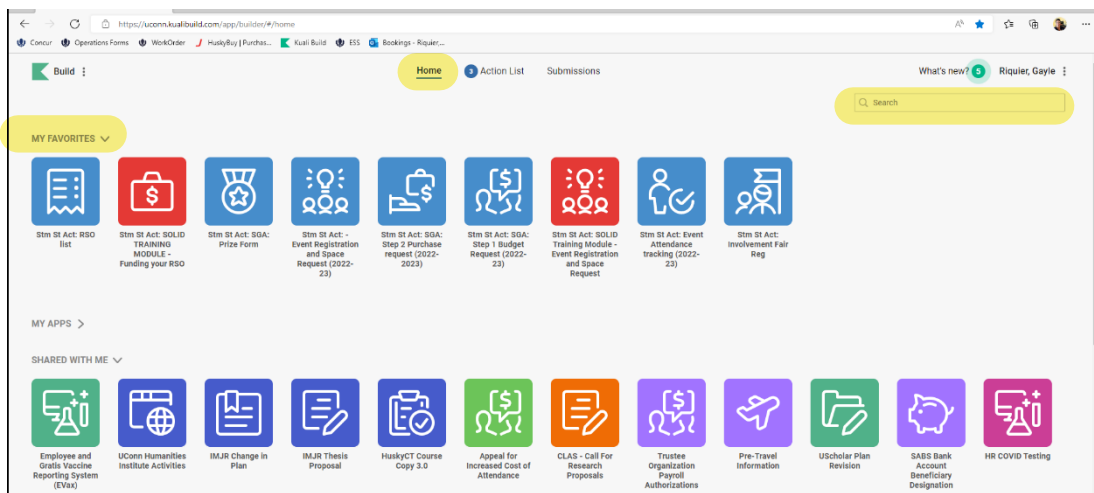 https://uconn.kualibuild.com/app/builder/#/home
Concur Operations Forms WorkOrder HuskyBuy | Purchas... Kuali Build ESS Bookings - Riquier,...
Build Home 3 Action List Submissions What's new? 5 Riquier, Gayle
Search
MY FAVORITES
Stm St Act: RSO
list
Stm St Act: SOLID
TRAINING
MODULE -
Funding your RSO
Stm St Act: SGA:
Prize Form
Stm St Act: -
Event Registration
and Space
Request (2022-
23)
Stm St Act: SGA:
Step 2 Purchase
request (2022-
2023)
Stm St Act: SGA:
Step 1 Budget
Request (2022-
23)
Stm St Act: SOLID
Training Module -
Event Registration
and Space
Request
Stm St Act: Event
Attendance
tracking (2022-
23)
Stm St Act:
Involvement Fair
Reg
MY APPS
SHARED WITH ME
Employee and
Gratis Vaccine
Reporting System
(EVax)
UConn Humanities
Institute Activities
IMJR Change in
Plan
IMJR Thesis
Proposal
HuskyCT Course
Copy 3.0
Appeal for
Increased Cost of
Attendance
CLAS - Call For
Research
Proposals
Trustee
Organization
Payroll
Authorizations
Pre-Travel
Information
UScholar Plan
Revision
SABS Bank
Account
Beneficiary
Designation
HR COVID Testing